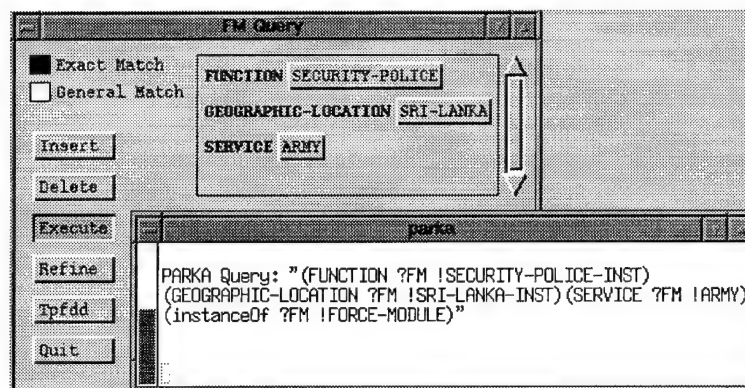 FM Query
Exact Match
General Match
FUNCTION SECURITY-POLICE
GEOGRAPHIC-LOCATION SRI-LANKA
SERVICE ARMY
Insert
Delete
Execute
Refine
Tpfdd
Quit
parka
PARKA Query: "(FUNCTION ?FM !SECURITY-POLICE-INST)
(GEOGRAPHIC-LOCATION ?FM !SRI-LANKA-INST)(SERVICE ?FM !ARMY)
(instanceOf ?FM !FORCE-MODULE)"